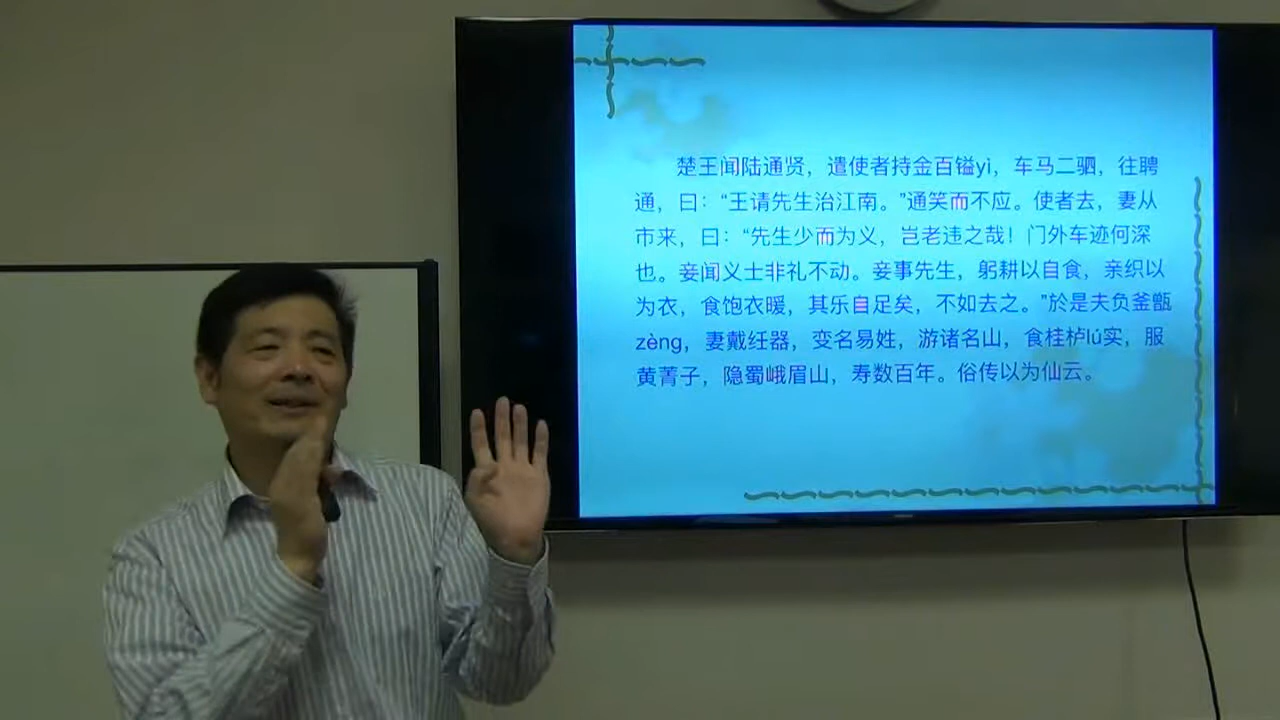 楚王闻陆通贤，遣使者持金百镒yì，车马二驷，往聘
通，曰：“王请先生治江南。”通笑而不应。使者去，妻从
市来，曰：“先生少而为义，岂老违之哉！门外车迹何深
也。妾闻义士非礼不动。妾事先生，躬耕以自食，亲织以
为衣，食饱衣暖，其乐自足矣，不如去之。”於是夫负釜甑
zèng，妻戴纴器，变名易姓，游诸名山，食桂栌lú实，服
黄菁子，隐蜀峨眉山，寿数百年。俗传以为仙云。